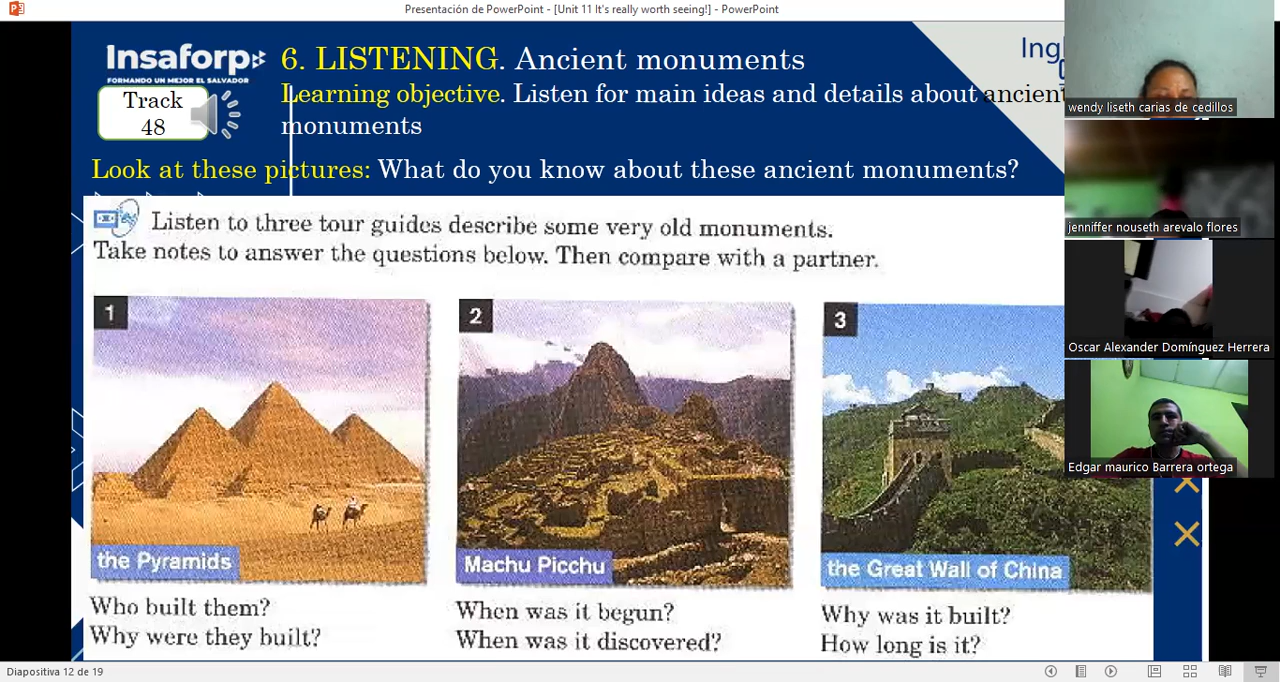 Presentación de PowerPoint - [Unit 11 It's really worth seeing!] - PowerPoint
Insaforp
FORMANDO UN MEJOR EL SALVADOR
Track
48
6. LISTENING. Ancient monuments
Learning objective. Listen for main ideas and details about ancient
monuments
Look at these pictures: What do you know about these ancient monuments?
Listen to three tour guides describe some very old monuments.
Take notes to answer the questions below. Then compare with a partner.
1
the Pyramids
Who built them?
Why were they built?
2
Machu Picchu
When was it begun?
When was it discovered?
3
the Great Wall of China
Why was it built?
How long is it?
wendy liseth carias de cedillos
jenniffer nouseth arevalo flores
Oscar Alexander Domínguez Herrera
Edgar maurico Barrera ortega
Diapositiva 12 de 19